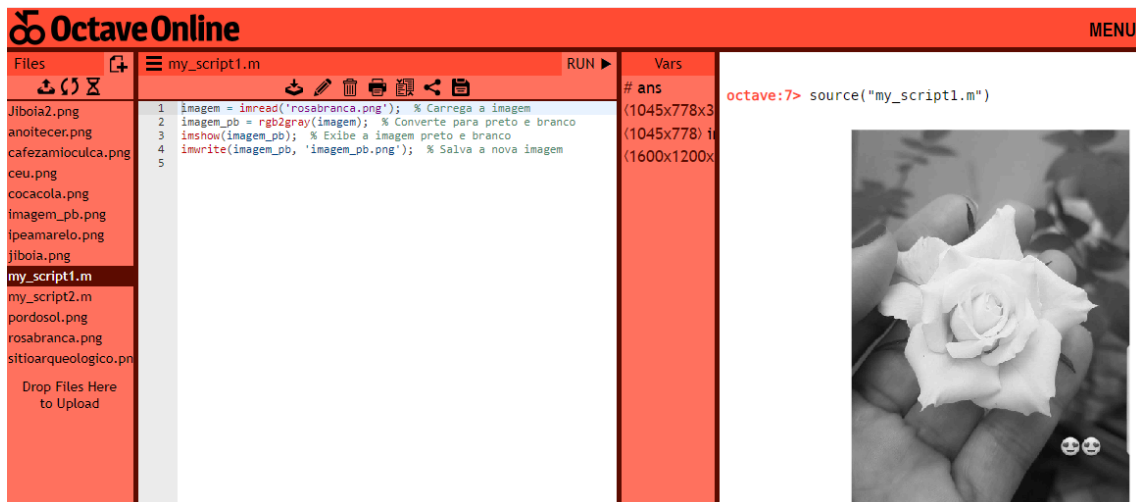 Octave Online
MENU
Files
my_script1.m
RUN
Vars
Jiboia2.png
anoitecer.png
cafezamioculca.png
ceu.png
cocacola.png
imagem_pb.png
ipeamarelo.png
jiboia.png
my_script1.m
my_script2.m
pordosol.png
rosabranca.png
sitioarqueologico.pn
Drop Files Here
to Upload
1 imagem = imread('rosabranca.png'); % Carrega a imagem
2 imagem_pb = rgb2gray(imagem); % Converte para preto e branco
3 imshow(imagem_pb); % Exibe a imagem preto e branco
4 imwrite(imagem_pb, 'imagem_pb.png'); % Salva a nova imagem
5
# ans
(1045x778x3
(1045x778) i
(1600x1200x
octave:7> source("my_script1.m")